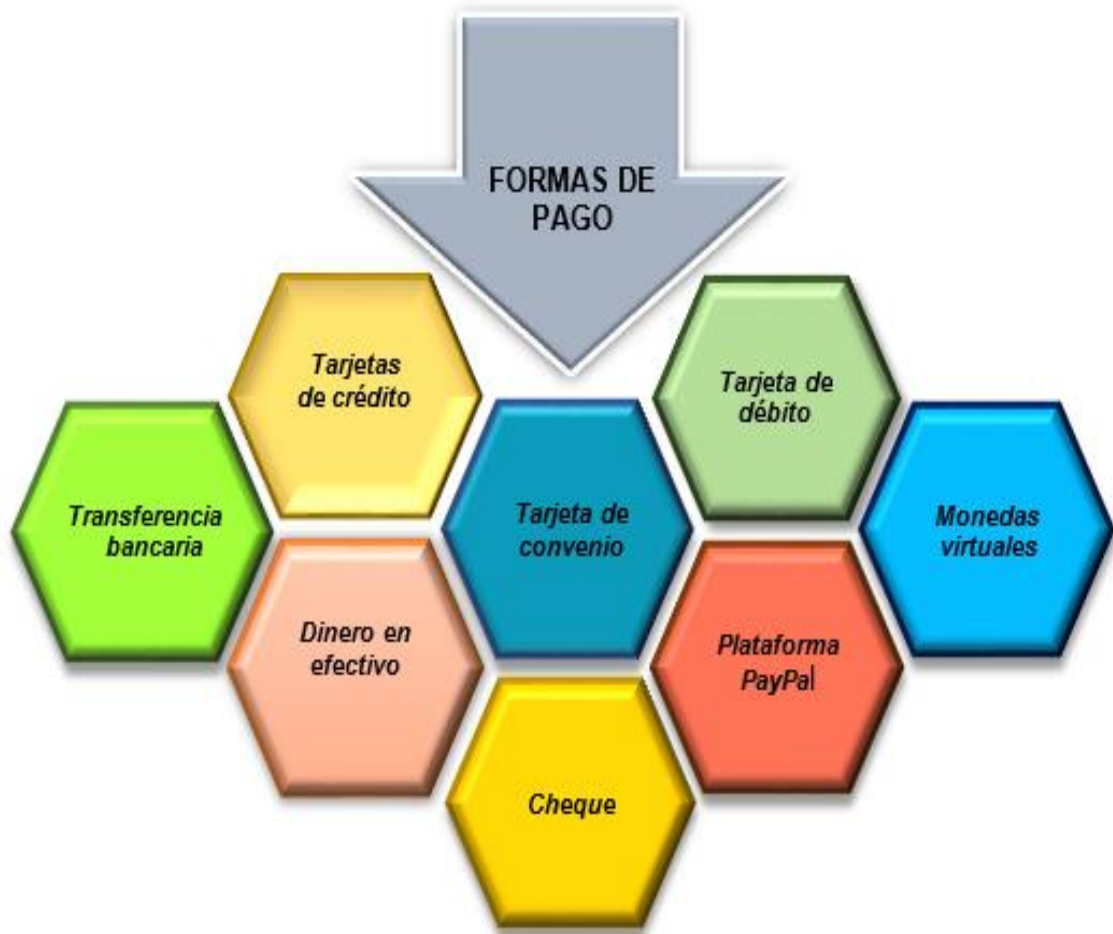 FORMAS DE
PAGO
Tarjetas
de crédito
Tarjeta de
débito
Transferencia
bancaria
Tarjeta de
convenio
Monedas
virtuales
Dinero en
efectivo
Plataforma
PayPal
Cheque